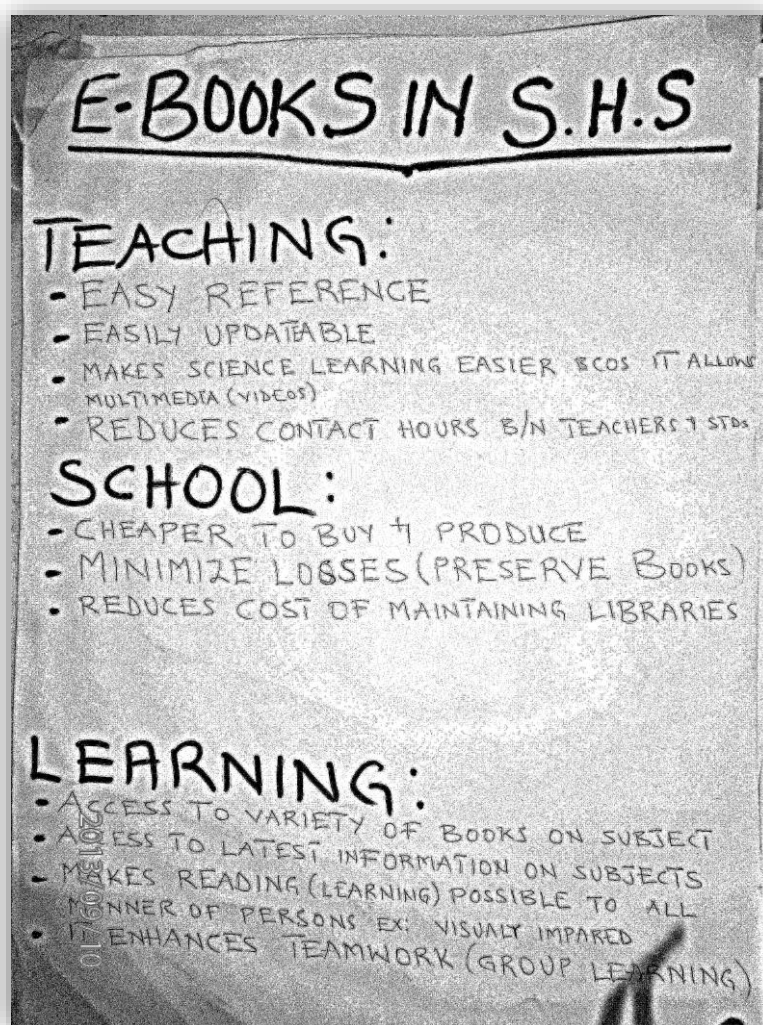 E-BOOKS IN S.H.S
TEACHING:
- EASY REFERENCE
- EASILY UPDATEABLE
- MAKES SCIENCE LEARNING EASIER BCOS IT ALLOWS
MULTIMEDIA (VIDEOS)
- REDUCES CONTACT HOURS B/N TEACHERS & STDs
SCHOOL:
- CHEAPER TO BUY & PRODUCE
- MINIMIZE LOSSES (PRESERVE BOOKS)
- REDUCES COST OF MAINTAINING LIBRARIES
LEARNING:
- ACCESS TO VARIETY OF BOOKS ON SUBJECT
- ACCESS TO LATEST INFORMATION ON SUBJECTS
- MAKES READING (LEARNING) POSSIBLE TO ALL
MANNER OF PERSONS EX: VISUALY IMPARED
- IT ENHANCES TEAMWORK (GROUP LEARNING)
2013/09/10